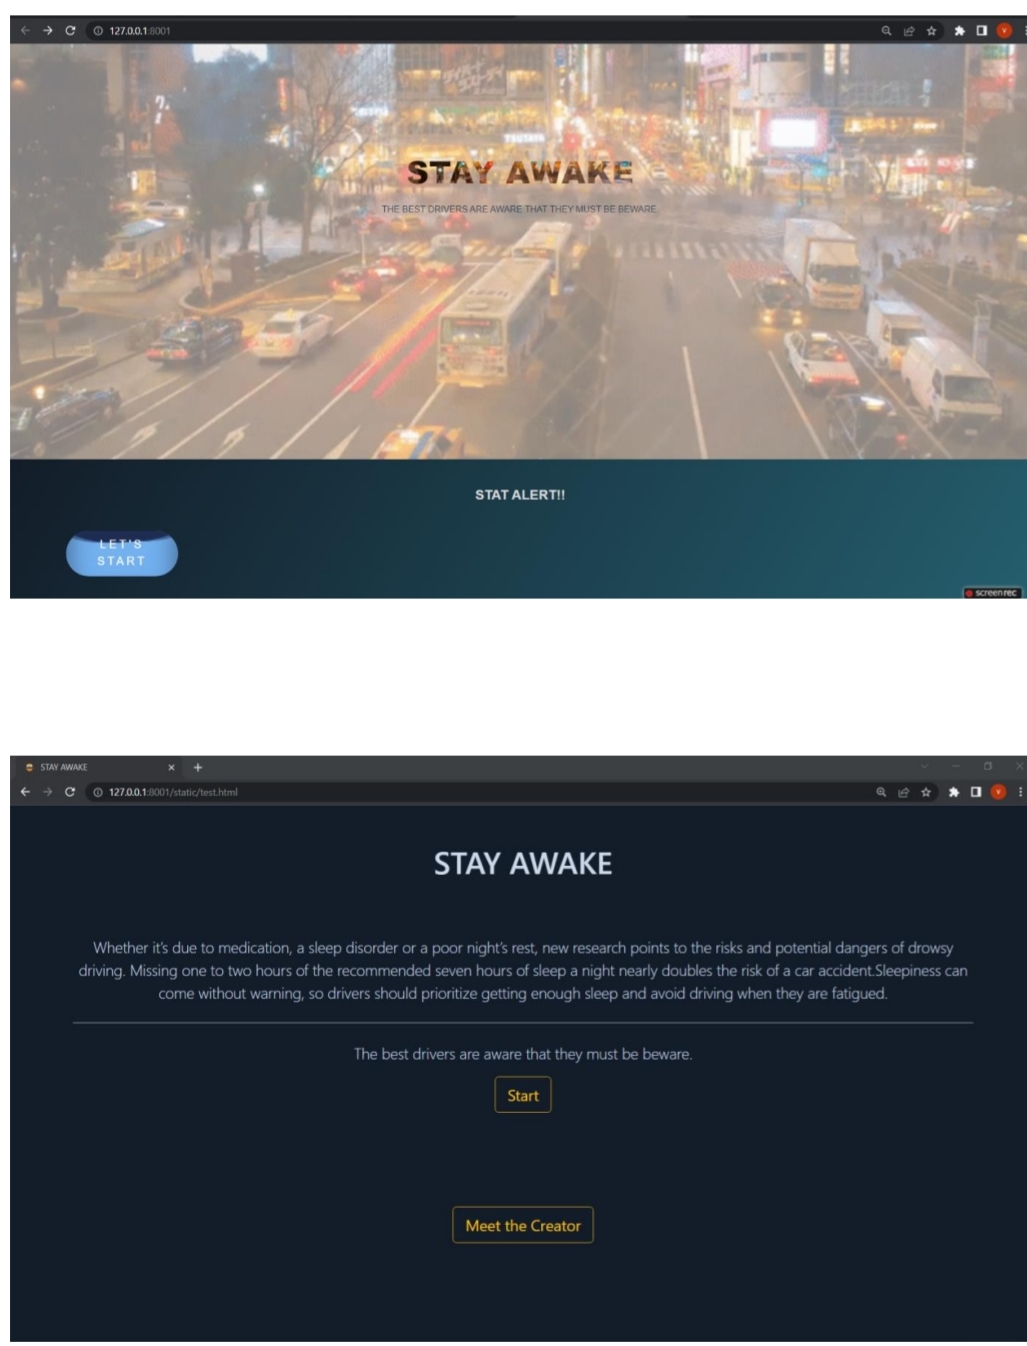 127.0.0.1:8001
STAY AWAKE
THE BEST DRIVERS ARE AWARE THAT THEY MUST BE BEWARE.
STAT ALERT!!
LET'S
START
screenrec
STAY AWAKE
127.0.0.1:8001/static/test.html
STAY AWAKE
Whether it's due to medication, a sleep disorder or a poor night's rest, new research points to the risks and potential dangers of drowsy
driving. Missing one to two hours of the recommended seven hours of sleep a night nearly doubles the risk of a car accident.Sleepiness can
come without warning, so drivers should prioritize getting enough sleep and avoid driving when they are fatigued.
The best drivers are aware that they must be beware.
Start
Meet the Creator